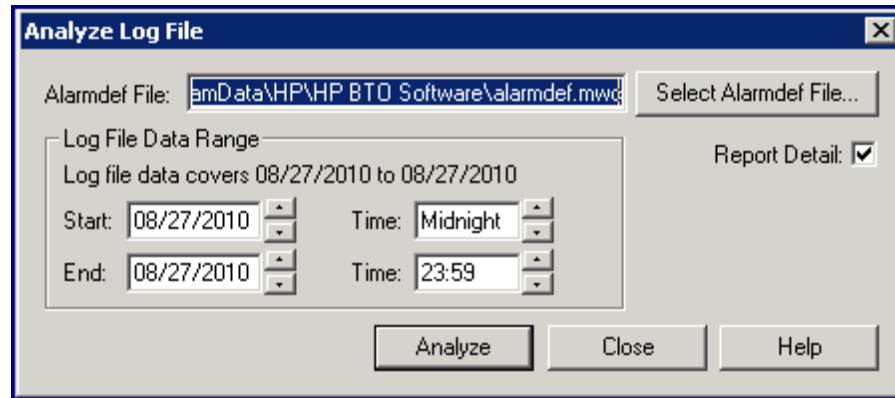 Analyze Log File
Alarmdef File: amData\HP\HP BTO Software\alarmdef.mwc Select Alarmdef File...
Log File Data Range
Report Detail:
Log file data covers 08/27/2010 to 08/27/2010
Start: 08/27/2010 Time: Midnight
End: 08/27/2010 Time: 23:59
Analyze Close Help